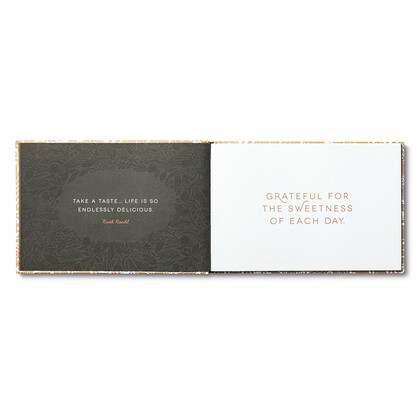 TAKE A TASTE... LIFE IS SO
ENDLESSLY DELICIOUS.
Ruth Reichl
GRATEFUL FOR
THE SWEETNESS
OF EACH DAY.